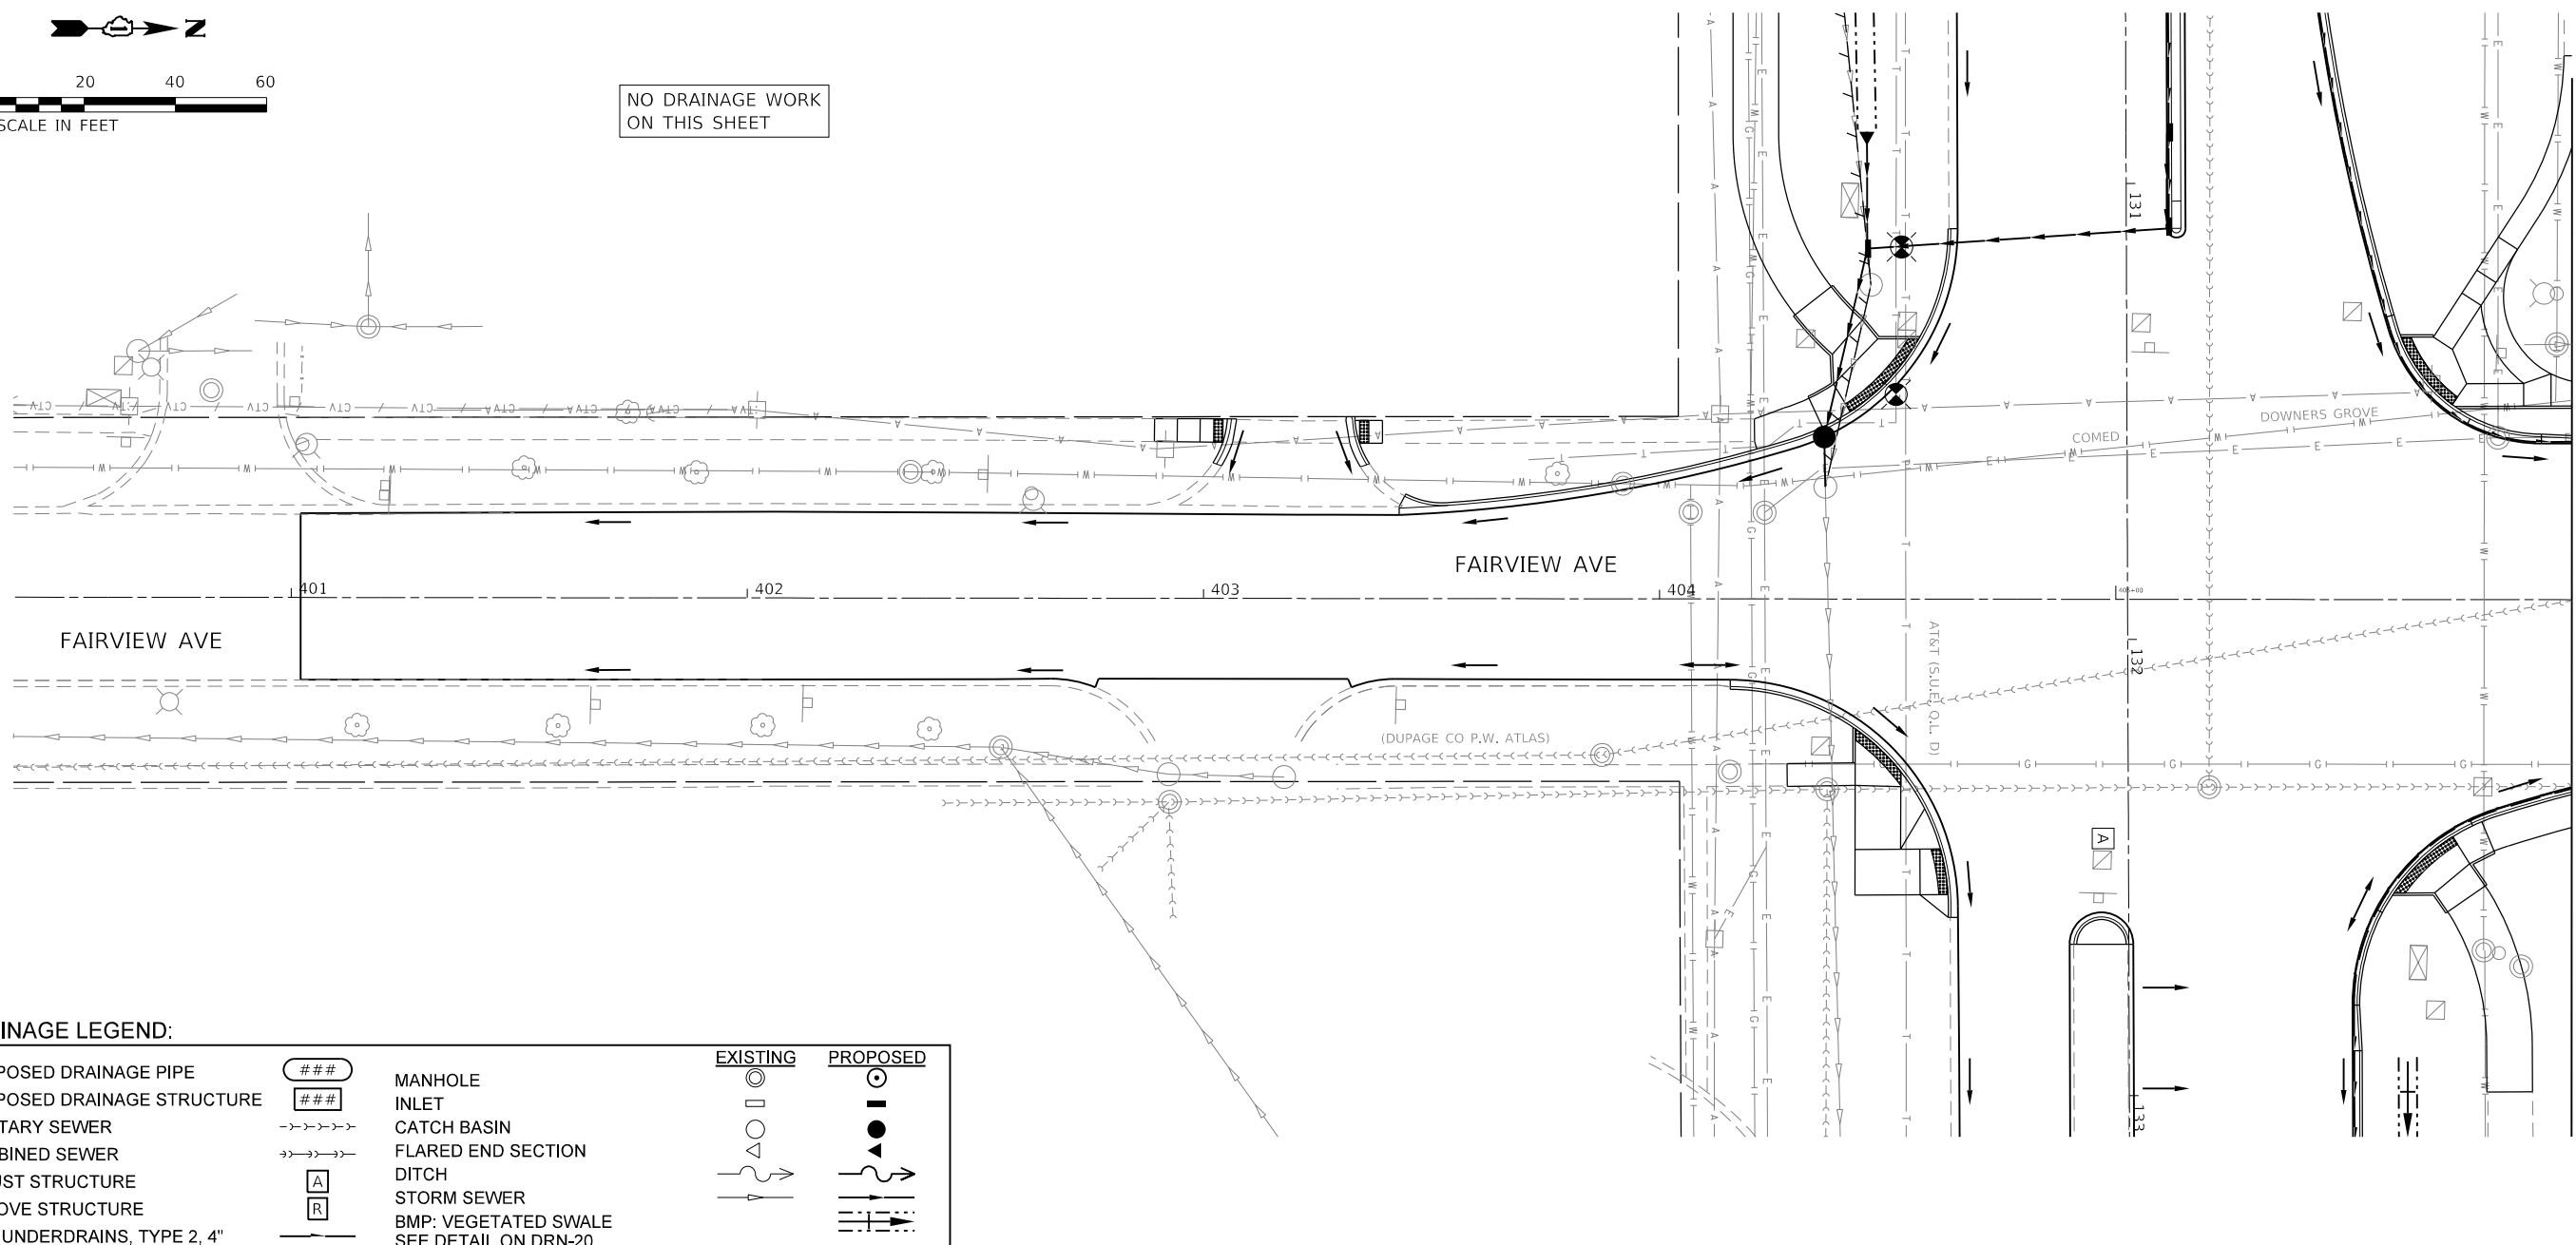 N
20 40 60
SCALE IN FEET
NO DRAINAGE WORK
ON THIS SHEET
131
DOWNERS GROVE
COMED
FAIRVIEW AVE
401
402
403
404
FAIRVIEW AVE
132
AT&T (S.U.E. Q.L. D)
(DUPAGE CO P.W. ATLAS)
A
133
INAGE LEGEND:
EXISTING PROPOSED
POSED DRAINAGE PIPE ### MANHOLE
POSED DRAINAGE STRUCTURE ### INLET
TARY SEWER CATCH BASIN
BINED SEWER FLARED END SECTION
UST STRUCTURE A DITCH
OVE STRUCTURE R STORM SEWER
UNDERDRAINS, TYPE 2, 4" BMP: VEGETATED SWALE
SEE DETAIL ON DRN-20